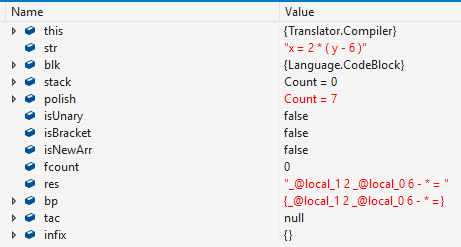 Name Value
this {Translator.Compiler}
str "x = 2 * ( y - 6 )"
blk {Language.CodeBlock}
stack Count = 0
polish Count = 7
isUnary false
isBracket false
isNewArr false
fcount 0
res "_@local_1 2 _@local_0 6 - * = "
bp {_@local_1 2 _@local_0 6 - * = }
tac null
infix {}